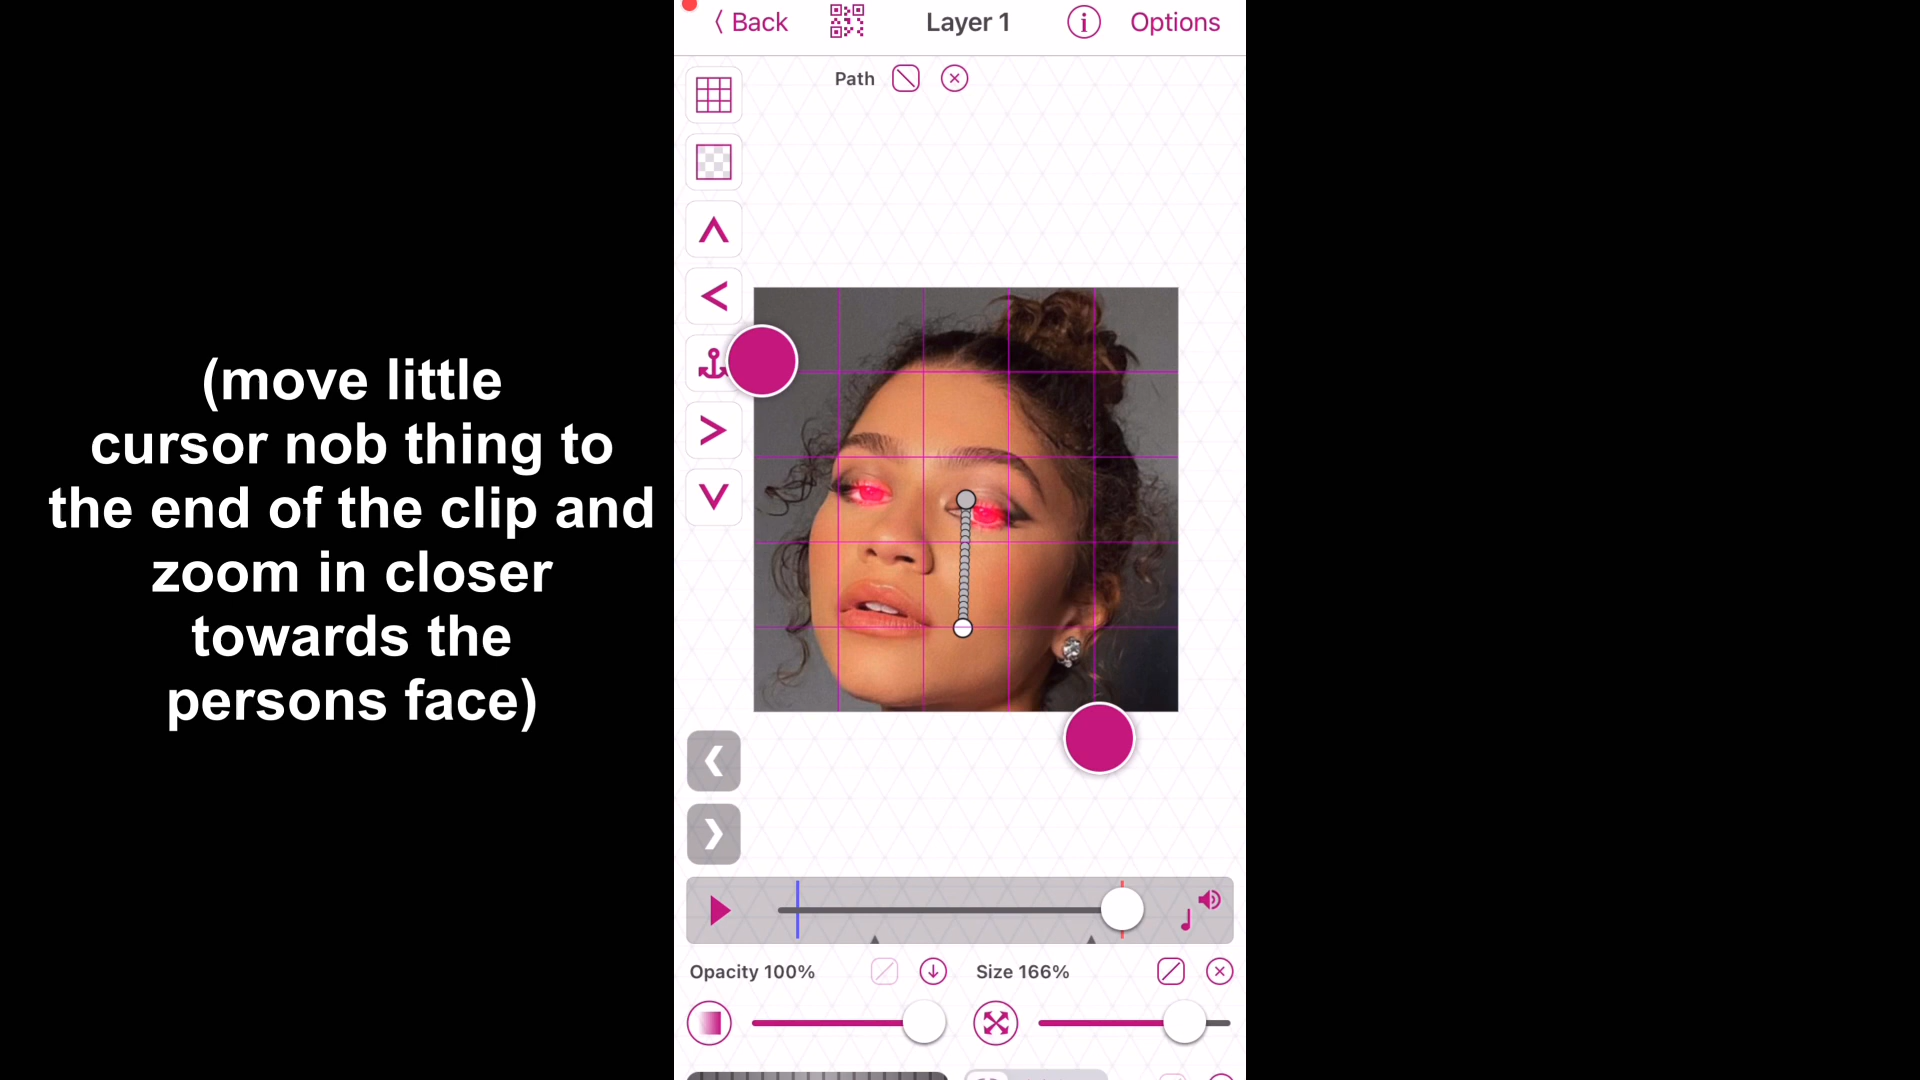 Back
Layer 1
Options
Path
(move little
cursor nob thing to
the end of the clip and
zoom in closer
towards the
persons face)
Opacity 100%
Size 166%